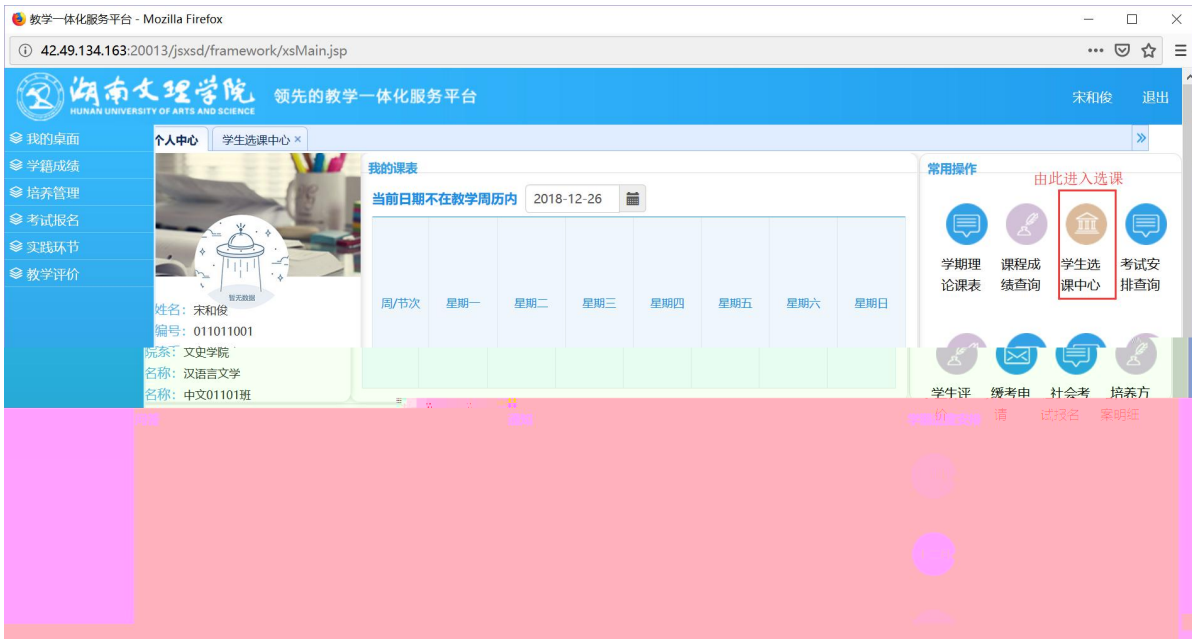 教学一体化服务平台 - Mozilla Firefox
42.49.134.163:20013/jsxsd/framework/xsMain.jsp
湖南文理学院 领先的教学一体化服务平台 宋和俊 退出
HUNAN UNIVERSITY OF ARTS AND SCIENCE
我的桌面
学籍成绩
培养管理
考试报名
实践环节
教学评价
个人中心 学生选课中心 ×
暂无数据
姓名：宋和俊
编号：011011001
院系：文史学院
名称：汉语言文学
名称：中文01101班
我的课表
当前日期不在教学周历内 2018-12-26
周/节次 星期一 星期二 星期三 星期四 星期五 星期六 星期日
常用操作
由此进入选课
学期理论课表
课程成绩查询
学生选课中心
考试安排查询
学生评价
缓考申请
社会考试报名
培养方案明细